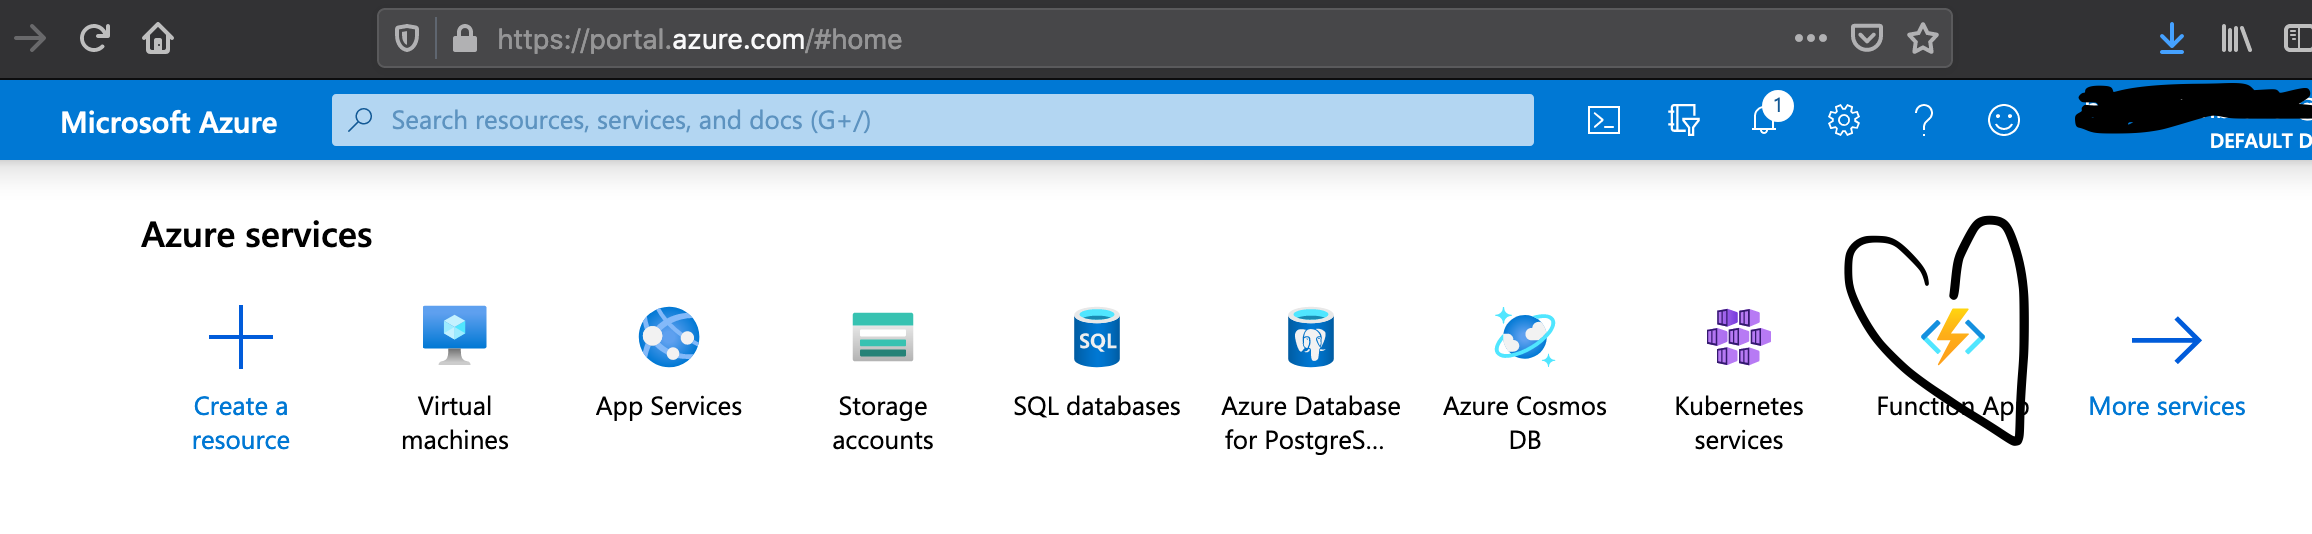 https://portal.azure.com/#home
Microsoft Azure
Search resources, services, and docs (G+/)
1
DEFAULT D
Azure services
Create a
resource
Virtual
machines
App Services
Storage
accounts
SQL
SQL databases
Azure Database
for PostgreS...
Azure Cosmos
DB
Kubernetes
services
Function App
More services